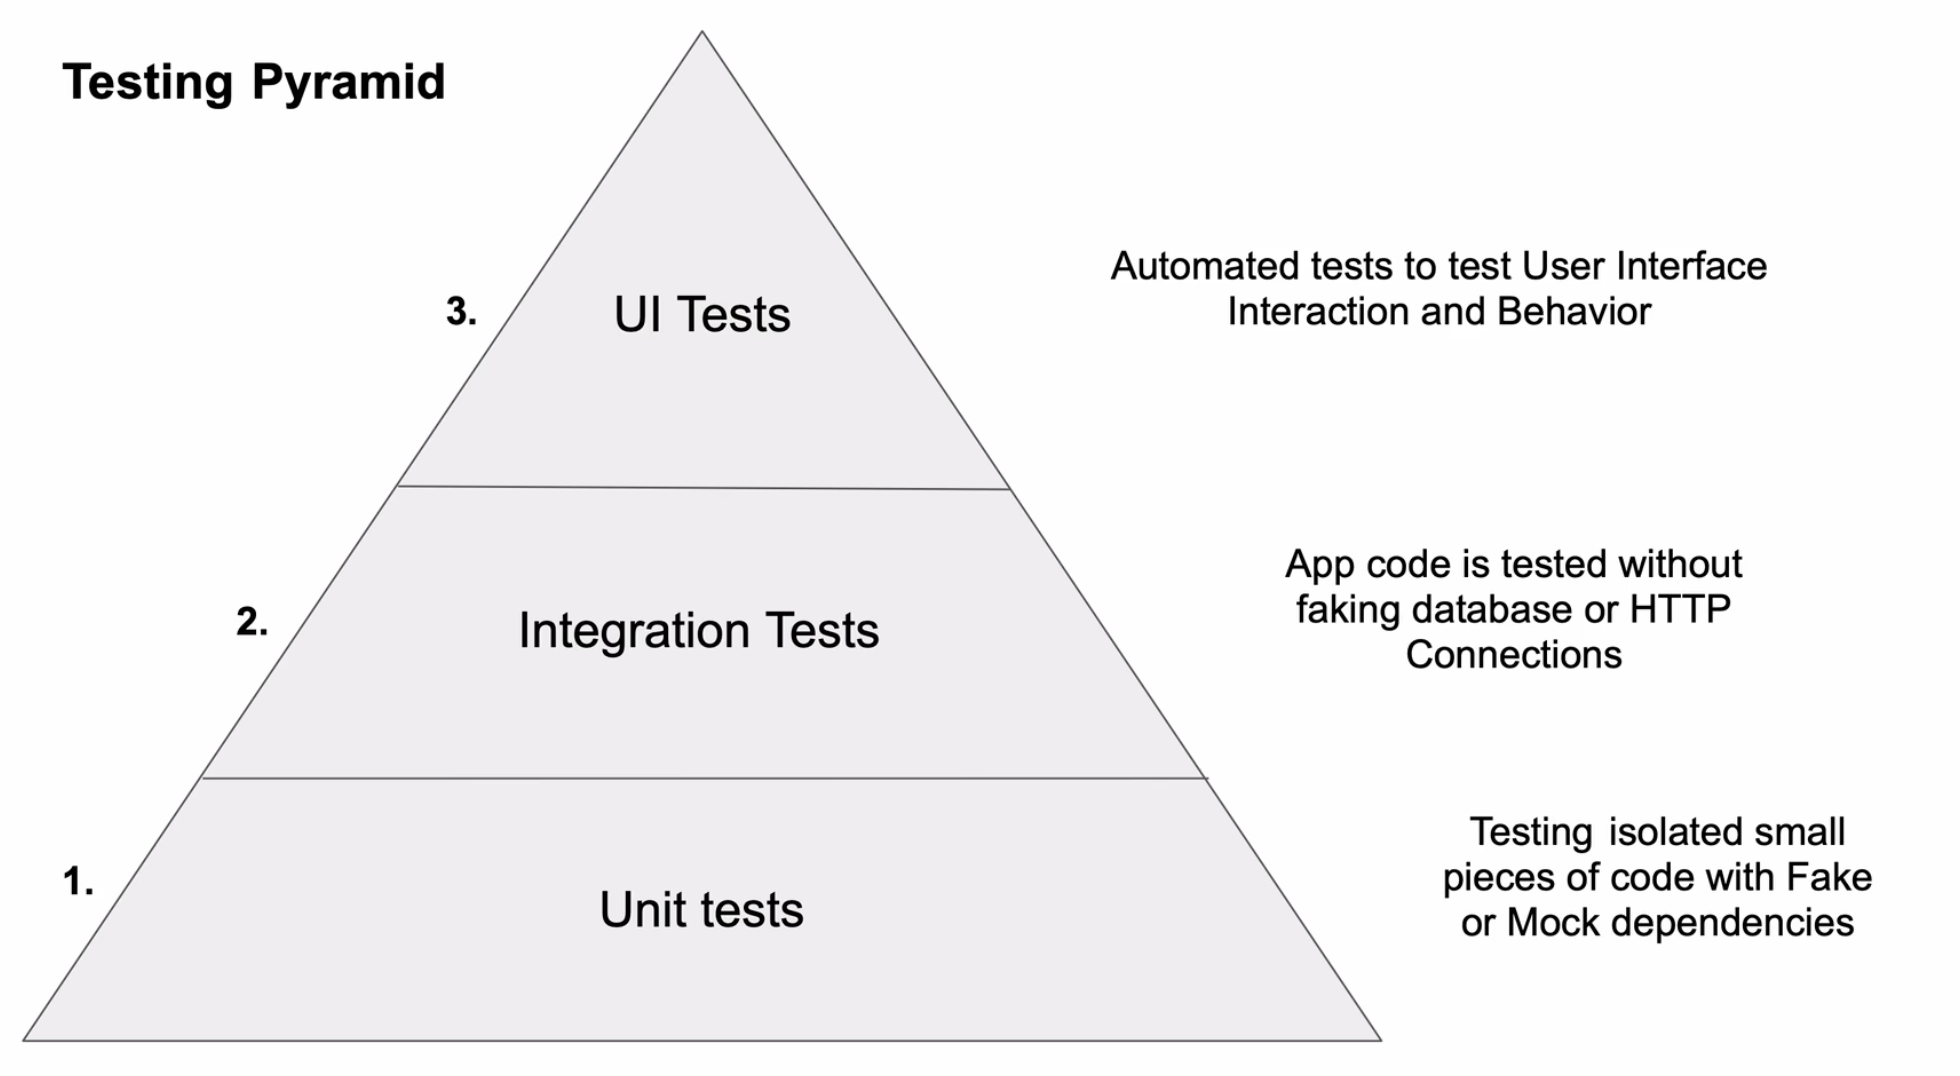 Testing Pyramid
3.
UI Tests
Automated tests to test User Interface
Interaction and Behavior
2.
Integration Tests
App code is tested without
faking database or HTTP
Connections
1.
Unit tests
Testing isolated small
pieces of code with Fake
or Mock dependencies